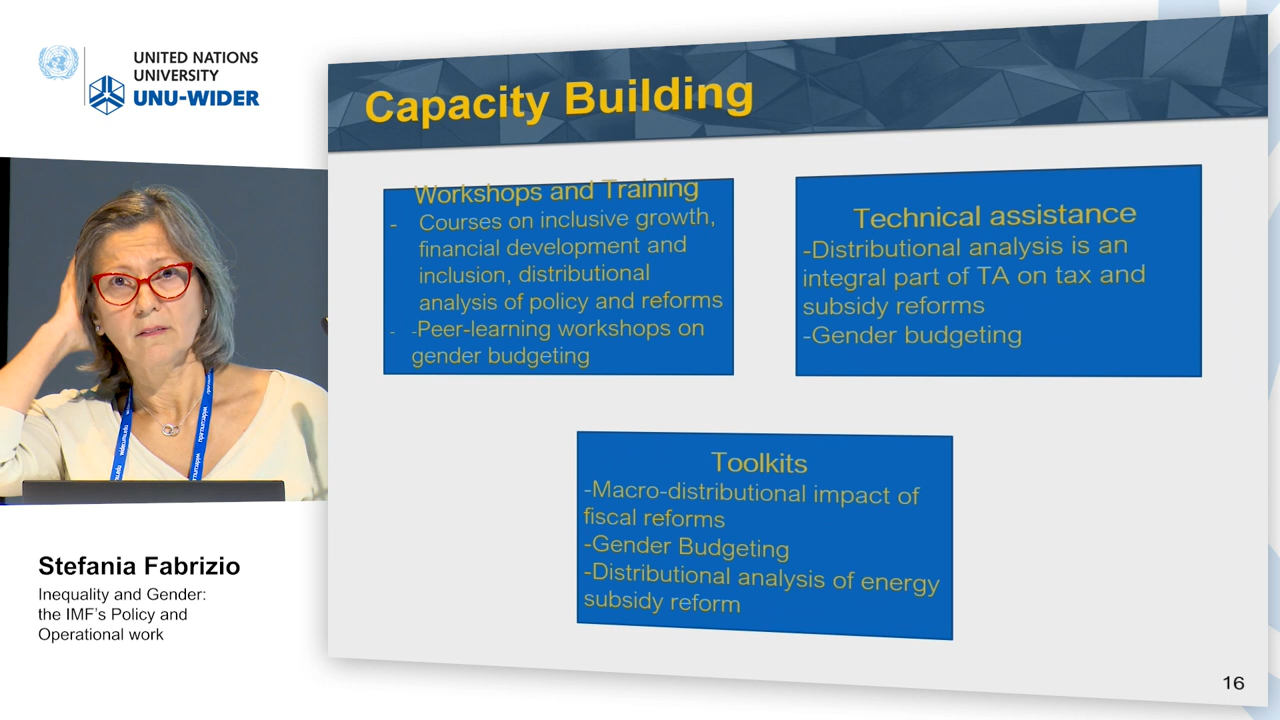 UNITED NATIONS
UNIVERSITY
UNU-WIDER
Stefania Fabrizio
Inequality and Gender:
the IMF's Policy and
Operational work
Capacity Building
Workshops and Training
- Courses on inclusive growth,
financial development and
inclusion, distributional
analysis of policy and reforms
- -Peer-learning workshops on
gender budgeting
Technical assistance
-Distributional analysis is an
integral part of TA on tax and
subsidy reforms
-Gender budgeting
Toolkits
-Macro-distributional impact of
fiscal reforms
-Gender Budgeting
-Distributional analysis of energy
subsidy reform
16